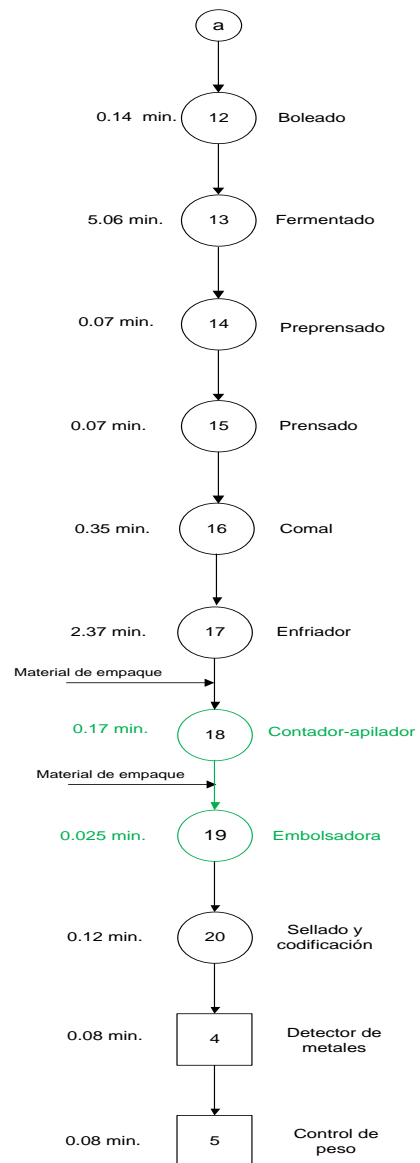 a
0.14 min. 12 Boleado
5.06 min. 13 Fermentado
0.07 min. 14 Preprensado
0.07 min. 15 Prensado
0.35 min. 16 Comal
2.37 min. 17 Enfriador
Material de empaque
0.17 min. 18 Contador-apilador
Material de empaque
0.025 min. 19 Embolsadora
0.12 min. 20 Sellado y
codificación
0.08 min. 4 Detector de
metales
0.08 min. 5 Control de
peso